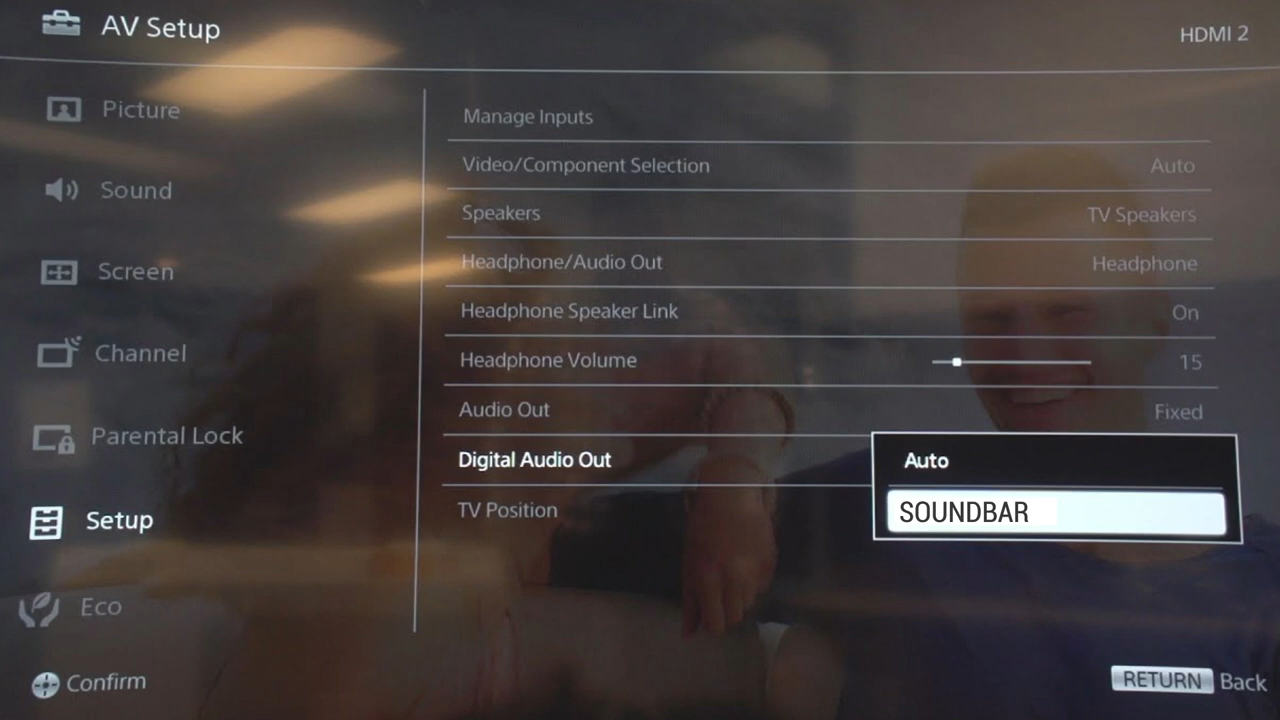 AV Setup
HDMI 2
Picture
Sound
Screen
Channel
Parental Lock
Setup
Eco
Confirm
Manage Inputs
Video/Component Selection Auto
Speakers TV Speakers
Headphone/Audio Out Headphone
Headphone Speaker Link On
Headphone Volume 15
Audio Out Fixed
Digital Audio Out Auto
SOUNDBAR
TV Position
RETURN Back